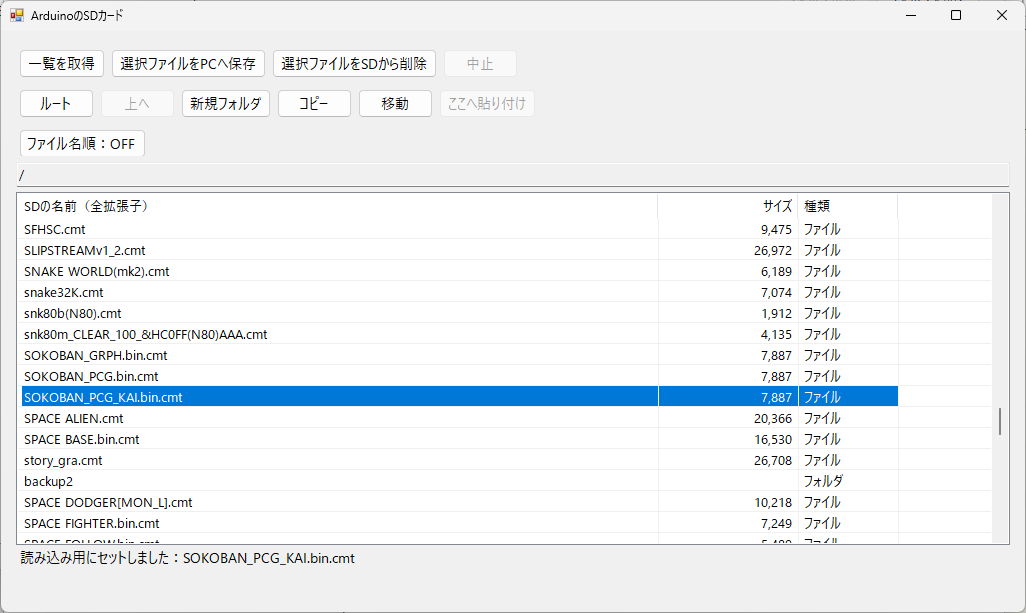 ArduinoのSDカード
一覧を取得 選択ファイルをPCへ保存 選択ファイルをSDから削除 中止
ルート 上へ 新規フォルダ コピー 移動 ここへ貼り付け
ファイル名順：OFF
/
SDの名前（全拡張子） サイズ 種類
SFHSC.cmt 9,475 ファイル
SLIPSTREAMv1_2.cmt 26,972 ファイル
SNAKE WORLD(mk2).cmt 6,189 ファイル
snake32K.cmt 7,074 ファイル
snk80b(N80).cmt 1,912 ファイル
snk80m_CLEAR_100_&HC0FF(N80)AAA.cmt 4,135 ファイル
SOKOBAN_GRPH.bin.cmt 7,887 ファイル
SOKOBAN_PCG.bin.cmt 7,887 ファイル
SOKOBAN_PCG_KAI.bin.cmt 7,887 ファイル
SPACE ALIEN.cmt 20,366 ファイル
SPACE BASE.bin.cmt 16,530 ファイル
story_gra.cmt 26,708 ファイル
backup2 フォルダ
SPACE DODGER[MON_L].cmt 10,218 ファイル
SPACE FIGHTER.bin.cmt 7,249 ファイル
SPACE FOLLOW.bin.cmt ファイル
読み込み用にセットしました：SOKOBAN_PCG_KAI.bin.cmt